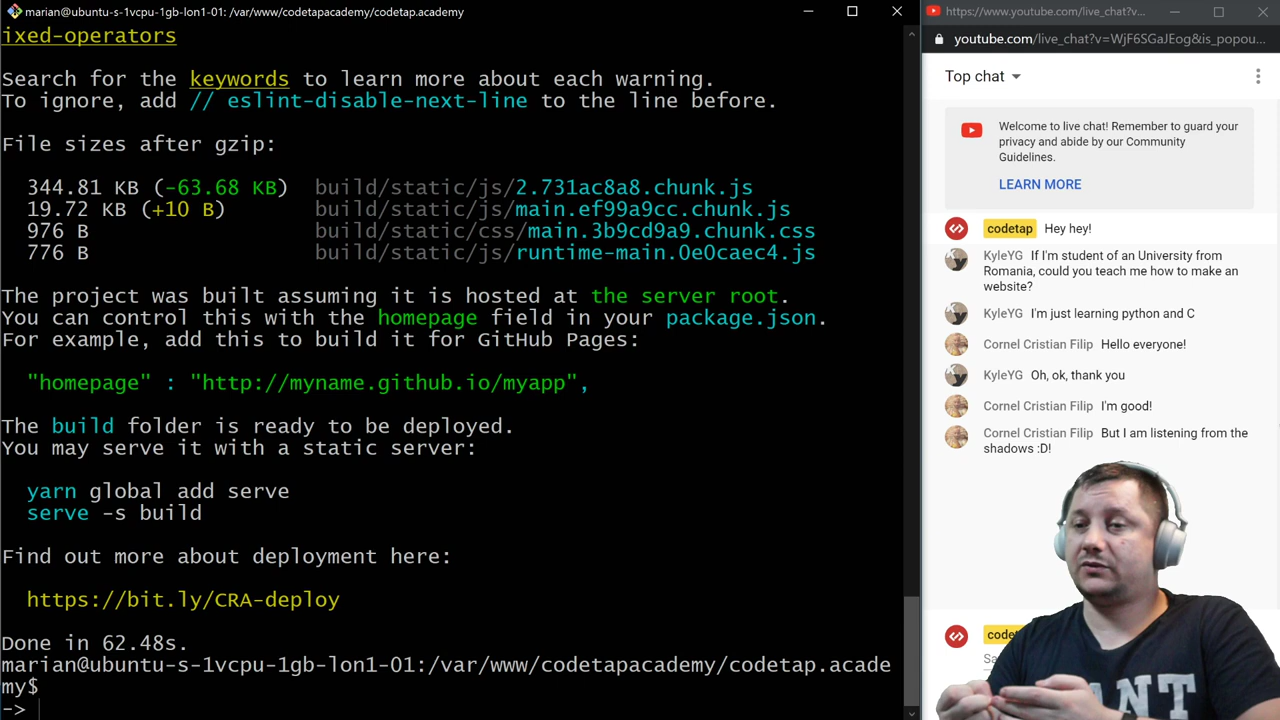 marian@ubuntu-s-1vcpu-1gb-lon1-01: /var/www/codetapacademy/codetap.academy
ixed-operators
Search for the keywords to learn more about each warning.
To ignore, add // eslint-disable-next-line to the line before.
File sizes after gzip:
344.81 KB (-63.68 KB) build/static/js/2.731ac8a8.chunk.js
19.72 KB (+10 B) build/static/js/main.ef99a9cc.chunk.js
976 B build/static/css/main.3b9cd9a9.chunk.css
776 B build/static/js/runtime-main.0e0caec4.js
The project was built assuming it is hosted at the server root.
You can control this with the homepage field in your package.json.
For example, add this to build it for GitHub Pages:
"homepage" : "http://myname.github.io/myapp",
The build folder is ready to be deployed.
You may serve it with a static server:
yarn global add serve
serve -s build
Find out more about deployment here:
https://bit.ly/CRA-deploy
Done in 62.48s.
marian@ubuntu-s-1vcpu-1gb-lon1-01:/var/www/codetapacademy/codetap.acade
my$
->
https://www.youtube.com/live_chat?v...
youtube.com/live_chat?v=WjF6SGaJEog&is_popou...
Top chat
Welcome to live chat! Remember to guard your
privacy and abide by our Community
Guidelines.
LEARN MORE
codetap Hey hey!
KyleYG If I'm student of an University from
Romania, could you teach me how to make an
website?
KyleYG I'm just learning python and C
Cornel Cristian Filip Hello everyone!
KyleYG Oh, ok, thank you
Cornel Cristian Filip I'm good!
Cornel Cristian Filip But I am listening from the
shadows :D!